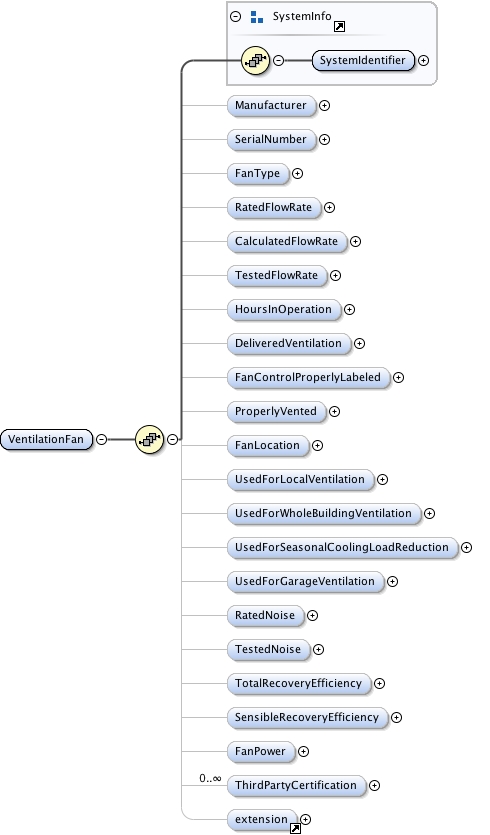 SystemInfo
SystemIdentifier
Manufacturer
SerialNumber
FanType
RatedFlowRate
CalculatedFlowRate
TestedFlowRate
HoursInOperation
DeliveredVentilation
FanControlProperlyLabeled
ProperlyVented
VentilationFan
FanLocation
UsedForLocalVentilation
UsedForWholeBuildingVentilation
UsedForSeasonalCoolingLoadReduction
UsedForGarageVentilation
RatedNoise
TestedNoise
TotalRecoveryEfficiency
SensibleRecoveryEfficiency
FanPower
0..∞ ThirdPartyCertification
extension